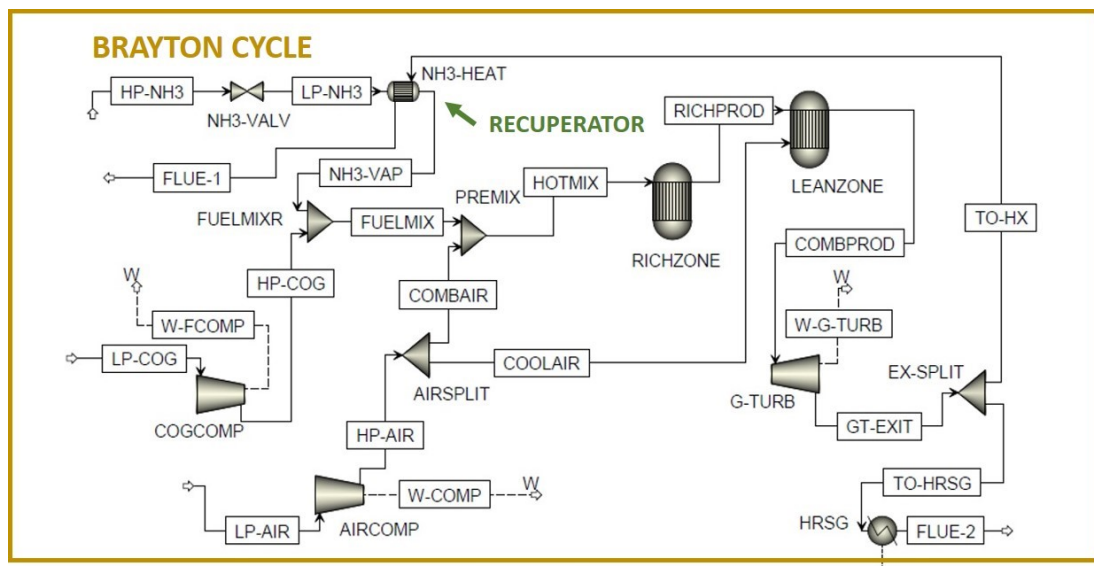 BRAYTON CYCLE
NH3-HEAT
HP-NH3
LP-NH3
NH3-VALV
RECUPERATOR
RICHPROD
FLUE-1
NH3-VAP
PREMIX
HOTMIX
LEANZONE
FUELMIXR
FUELMIX
TO-HX
RICHZONE
COMBPROD
HP-COG
W
W
COMBAIR
W-FCOMP
W-G-TURB
LP-COG
COOLAIR
EX-SPLIT
AIRSPLIT
G-TURB
COGCOMP
GT-EXIT
HP-AIR
TO-HRSG
W-COMP
W
HRSG
FLUE-2
LP-AIR
AIRCOMP